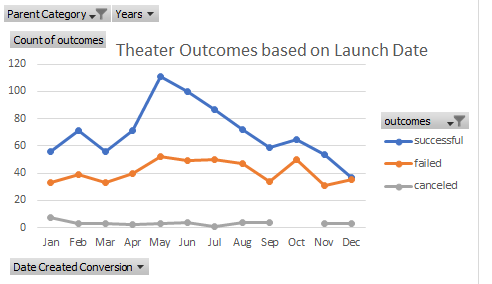 Parent Category Years
Count of outcomes
Theater Outcomes based on Launch Date
120
100
80
60
40
20
0
Jan Feb Mar Apr May Jun Jul Aug Sep Oct Nov Dec
outcomes
successful
failed
canceled
Date Created Conversion